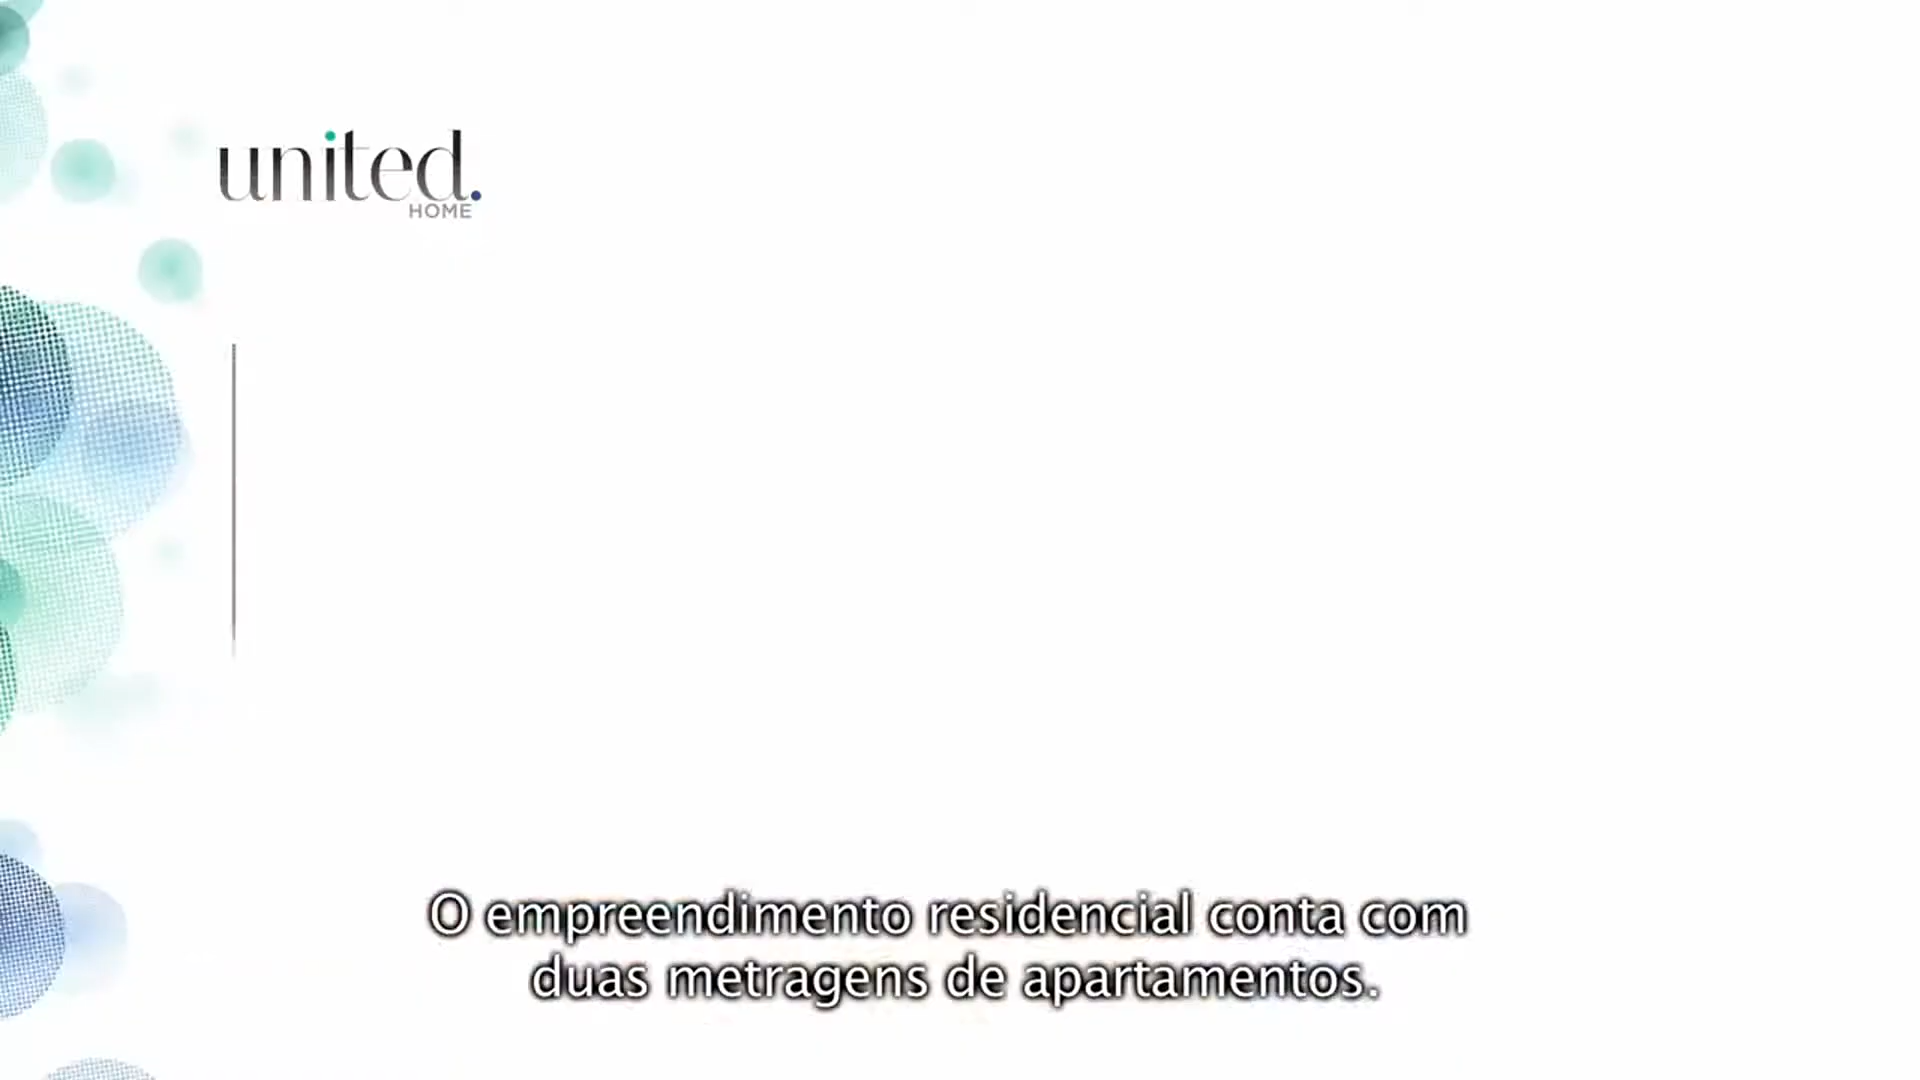 united.
HOME
O empreendimento residencial conta com
duas metragens de apartamentos.